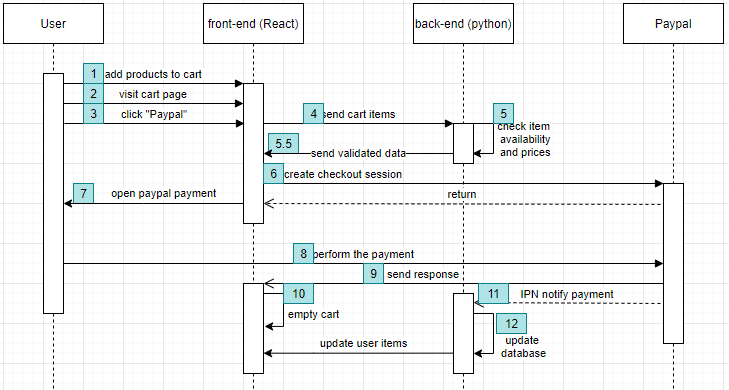 User
front-end (React)
back-end (python)
Paypal
1
add products to cart
2
visit cart page
3
click "Paypal"
4
send cart items
5
check item
availability
and prices
5.5
send validated data
6
create checkout session
7
open paypal payment
return
8
perform the payment
9
send response
10
empty cart
11
IPN notify payment
12
update
database
update user items